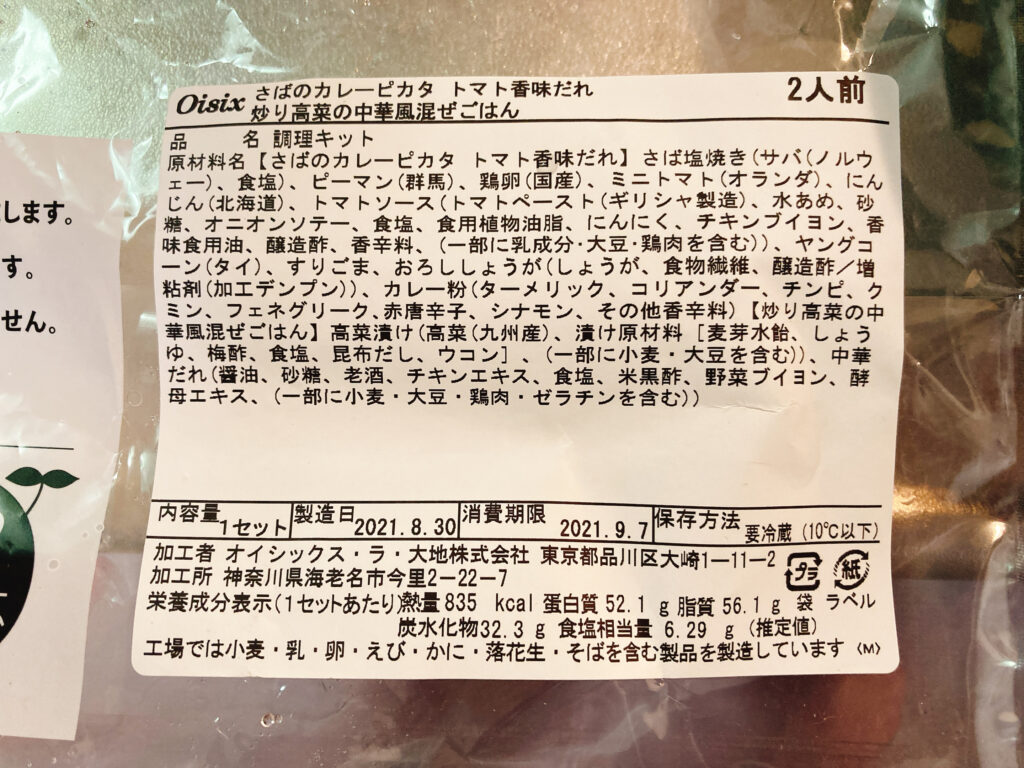 Oisix さばのカレーピカタ トマト香味だれ 2人前
炒り高菜の中華風混ぜごはん
品 名 調理キット
原材料名【さばのカレーピカタ トマト香味だれ】さば塩焼き(サバ(ノルウ
ェー)、食塩)、ピーマン(群馬)、鶏卵(国産)、ミニトマト(オランダ)、にん
じん(北海道)、トマトソース(トマトペースト(ギリシャ製造)、水あめ、砂
糖、オニオンソテー、食塩、食用植物油脂、にんにく、チキンブイヨン、香
味食用油、醸造酢、香辛料、(一部に乳成分・大豆・鶏肉を含む))、ヤングコ
ーン(タイ)、すりごま、おろししょうが(しょうが、食物繊維、醸造酢／増
粘剤(加工デンプン))、カレー粉(ターメリック、コリアンダー、チンピ、ク
ミン、フェネグリーク、赤唐辛子、シナモン、その他香辛料)【炒り高菜の中
華風混ぜごはん】高菜漬け(高菜(九州産)、漬け原材料［麦芽水飴、しょう
ゆ、梅酢、食塩、昆布だし、ウコン］、(一部に小麦・大豆を含む))、中華
だれ(醤油、砂糖、老酒、チキンエキス、食塩、米黒酢、野菜ブイヨン、酵
母エキス、(一部に小麦・大豆・鶏肉・ゼラチンを含む))
内容量 1セット 製造日 2021.8.30 消費期限 2021.9.7 保存方法 要冷蔵(10℃以下)
加工者 オイシックス・ラ・大地株式会社 東京都品川区大崎1-11-2
加工所 神奈川県海老名市今里2-22-7
プラ 紙
栄養成分表示(1セットあたり)熱量835 kcal 蛋白質 52.1 g 脂質 56.1 g 袋 ラベル
炭水化物32.3 g 食塩相当量 6.29 g (推定値)
工場では小麦・乳・卵・えび・かに・落花生・そばを含む製品を製造しています 〈M〉
します。
す。
せん。